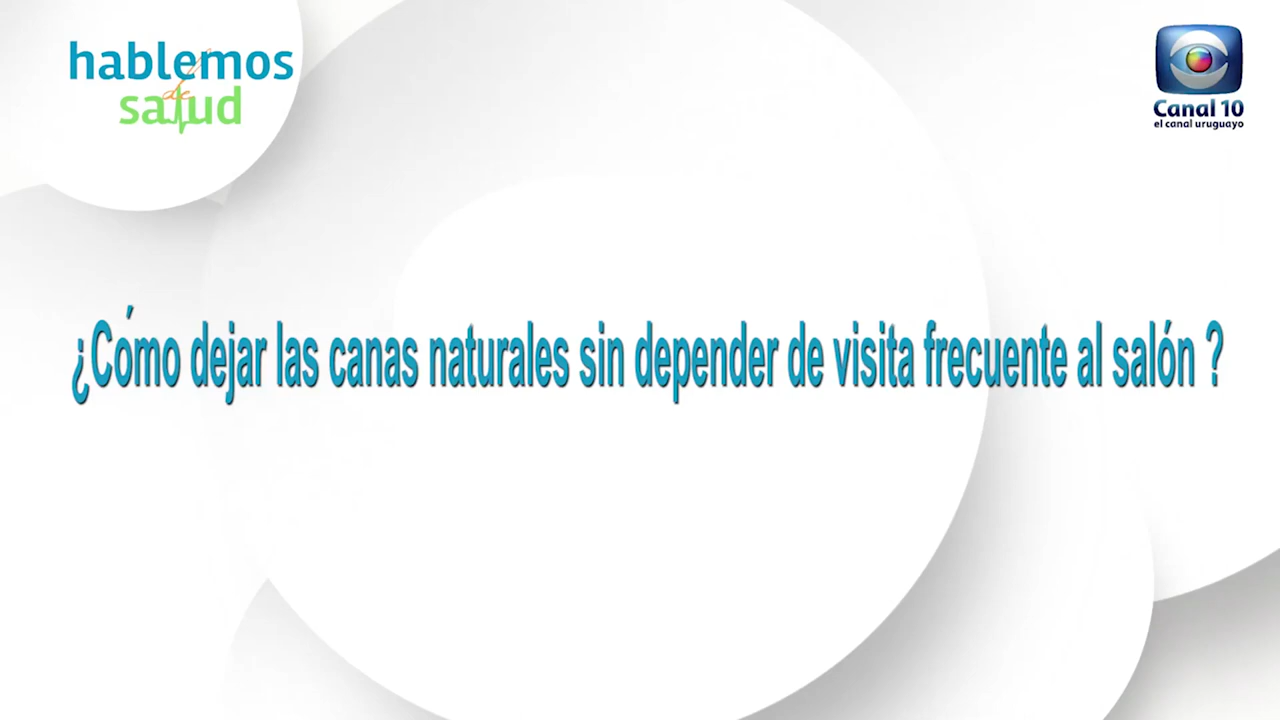 hablemos
de
salud
Canal 10
el canal uruguayo
¿Cómo dejar las canas naturales sin depender de visita frecuente al salón ?